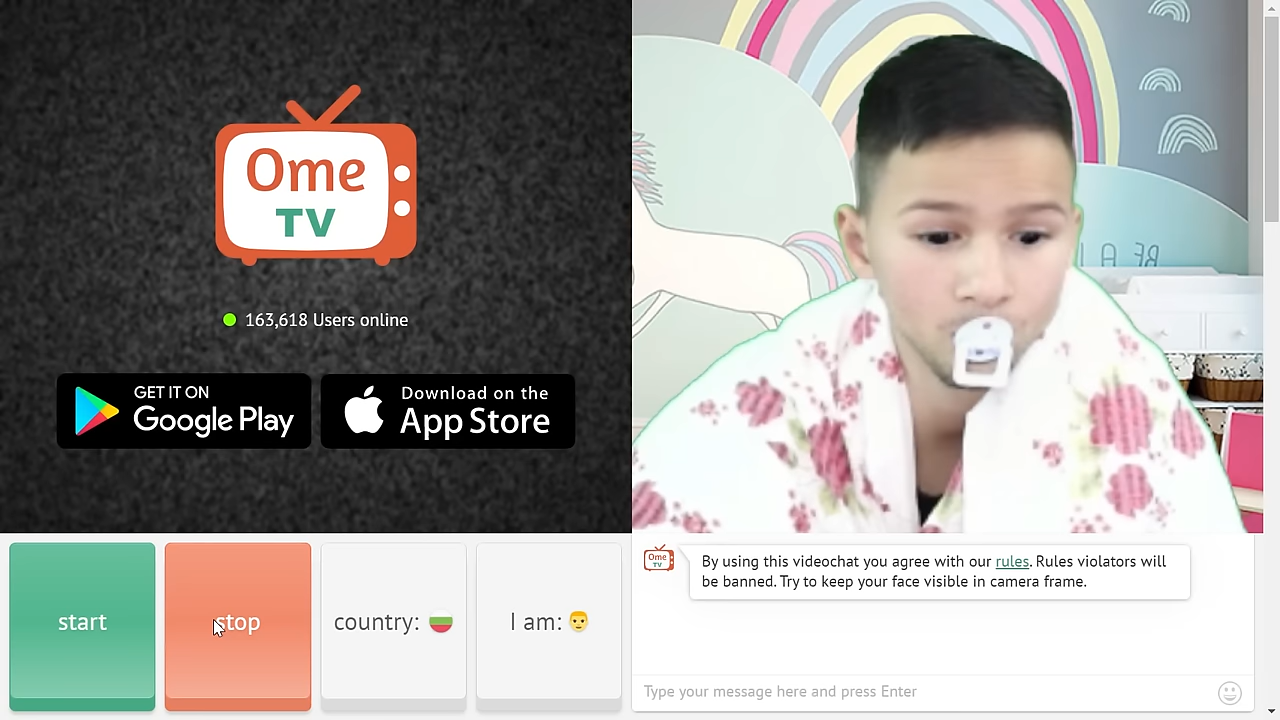 Ome
TV
163,618 Users online
GET IT ON
Google Play
Download on the
App Store
start
stop
country:
I am:
Ome
TV
By using this videochat you agree with our rules. Rules violators will
be banned. Try to keep your face visible in camera frame.
Type your message here and press Enter